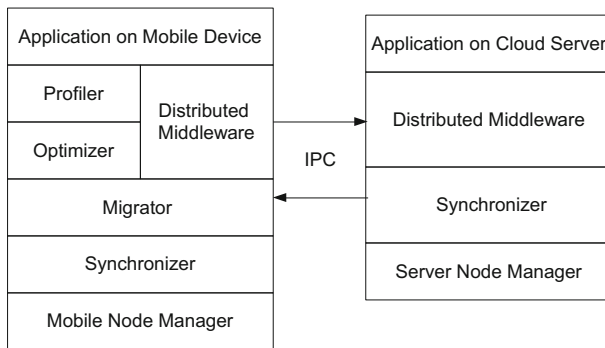 Application on Mobile Device
Profiler
Optimizer
Distributed
Middleware
Migrator
Synchronizer
Mobile Node Manager
IPC
Application on Cloud Server
Distributed Middleware
Synchronizer
Server Node Manager